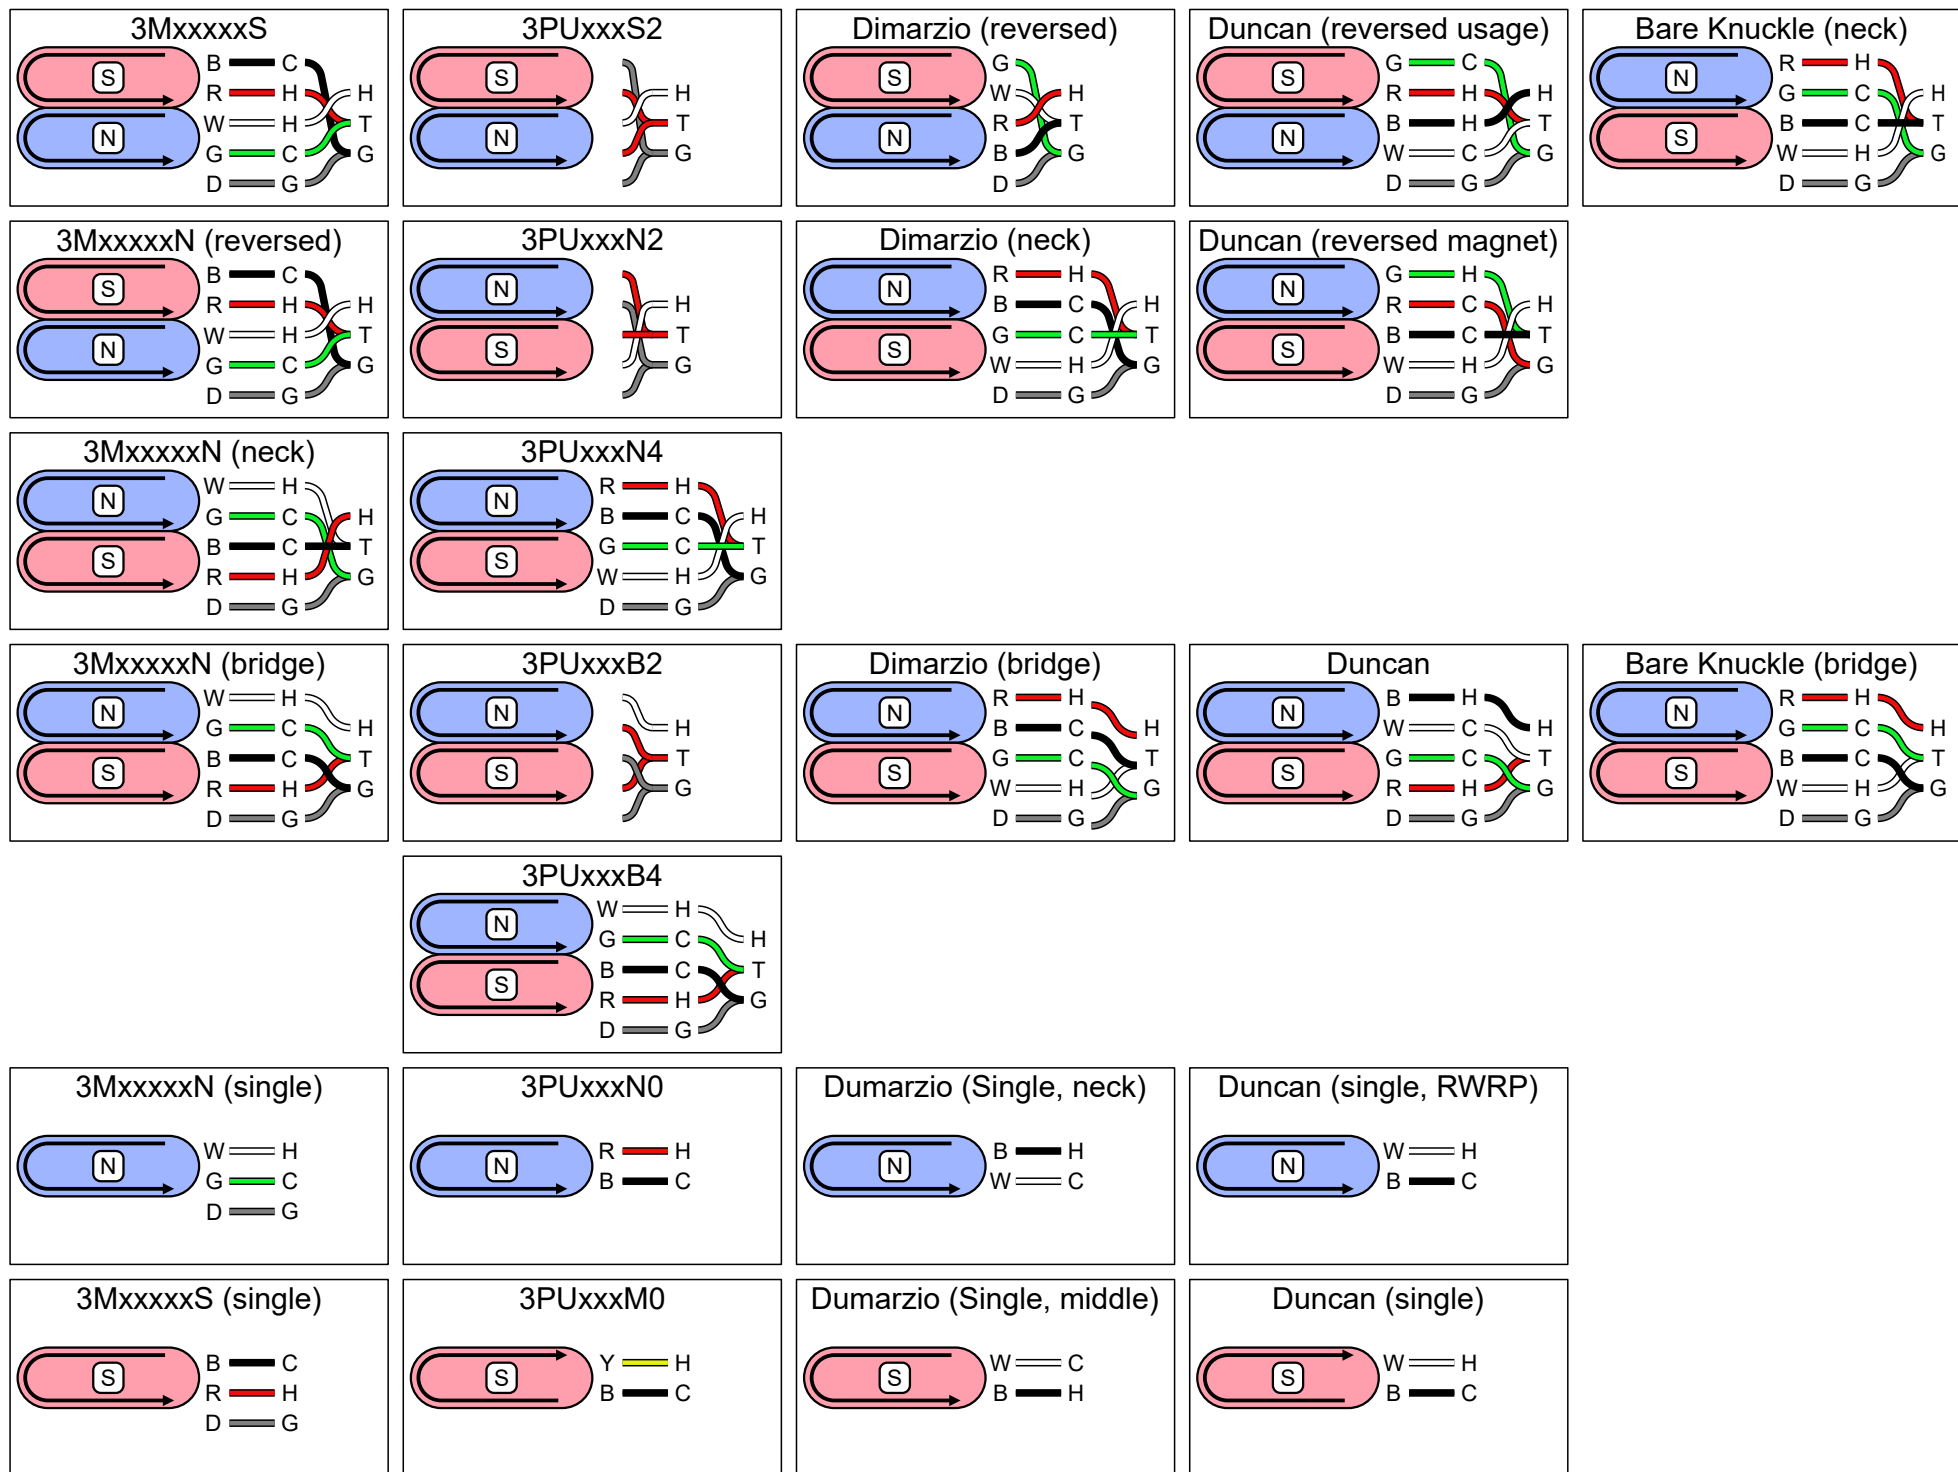 3MxxxxxS
S
N
B C
R H H
W H T
G C G
D G
3PUxxxS2
H
T
G
Dimarzio (reversed)
S
N
G
W H
R T
B G
D
Duncan (reversed usage)
S
N
G C
R H H
B H T
W C G
D G
Bare Knuckle (neck)
N
S
R H
G C H
B C T
W H G
D G
3MxxxxxN (reversed)
S
N
B C
R H H
W H T
G C G
D G
3PUxxxN2
N
S
H
T
G
Dimarzio (neck)
N
S
R H
B C H
G C T
W H G
D G
Duncan (reversed magnet)
N
S
G H
R C H
B C T
W H G
D G
3MxxxxxN (neck)
N
S
W H
G C H
B C T
R H G
D G
3PUxxxN4
N
S
R H
B C H
G C T
W H G
D G
3MxxxxxN (bridge)
N
S
W H
G C H
B C T
R H G
D G
3PUxxxB2
N
S
H
T
G
Dimarzio (bridge)
N
S
R H
B C H
G C T
W H G
D G
Duncan
N
S
B H
W C H
G C T
R H G
D G
Bare Knuckle (bridge)
N
S
R H
G C H
B C T
W H G
D G
3PUxxxB4
N
S
W H
G C H
B C T
R H G
D G
3MxxxxxN (single)
N
W H
G C
D G
3PUxxxN0
N
R H
B C
Dumarzio (Single, neck)
N
B H
W C
Duncan (single, RWRP)
N
W H
B C
3MxxxxxS (single)
S
B C
R H
D G
3PUxxxM0
S
Y H
B C
Dumarzio (Single, middle)
S
W C
B H
Duncan (single)
S
W H
B C